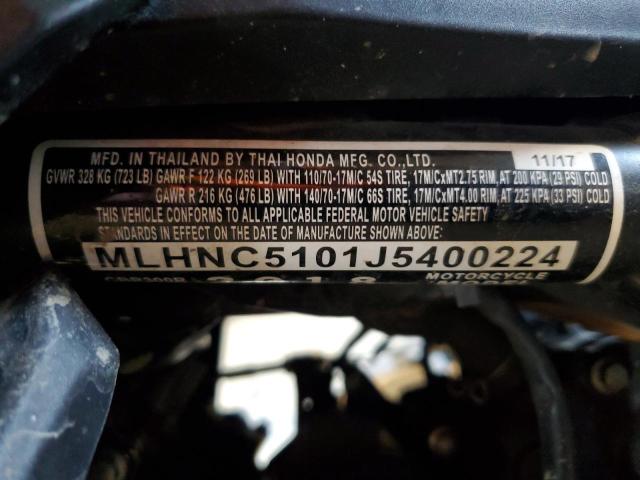 MFD. IN THAILAND BY THAI HONDA MFG. CO.,LTD. 11/17
GVWR 328 KG (723 LB) GAWR F 122 KG (269 LB) WITH 110/70-17M/C 54S TIRE, 17M/CxMT2.75 RIM, AT 200 KPA (29 PSI) COLD
GAWR R 216 KG (476 LB) WITH 140/70-17M/C 66S TIRE, 17M/CxMT4.00 RIM, AT 225 KPA (33 PSI) COLD
THIS VEHICLE CONFORMS TO ALL APPLICABLE FEDERAL MOTOR VEHICLE SAFETY
STANDARDS IN EFFECT ON THE DATE OF MANUFACTURE SHOWN ABOVE.
MLHNC5101J5400224
CBR300R 2018 MOTORCYCLE
MODEL